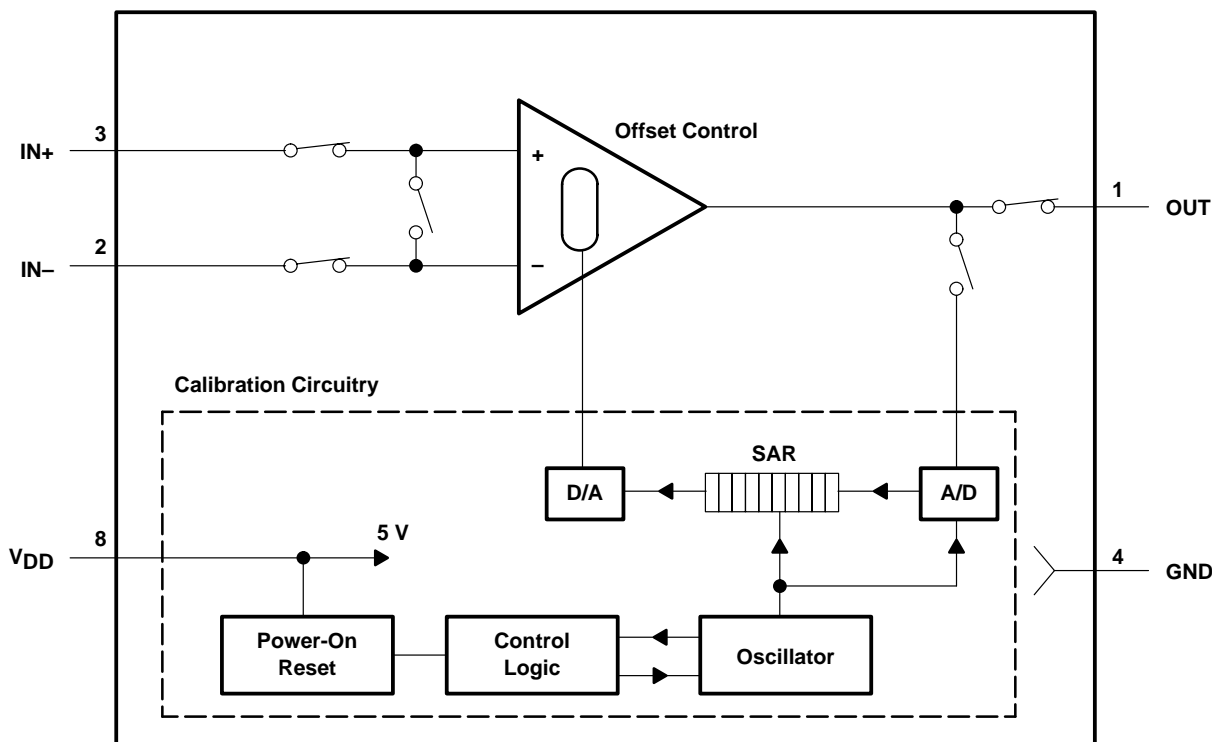 Offset Control
3
IN+
+
1
OUT
2
IN–
–
Calibration Circuitry
SAR
D/A
A/D
5 V
8
VDD
4
GND
Power-On
Reset
Control
Logic
Oscillator